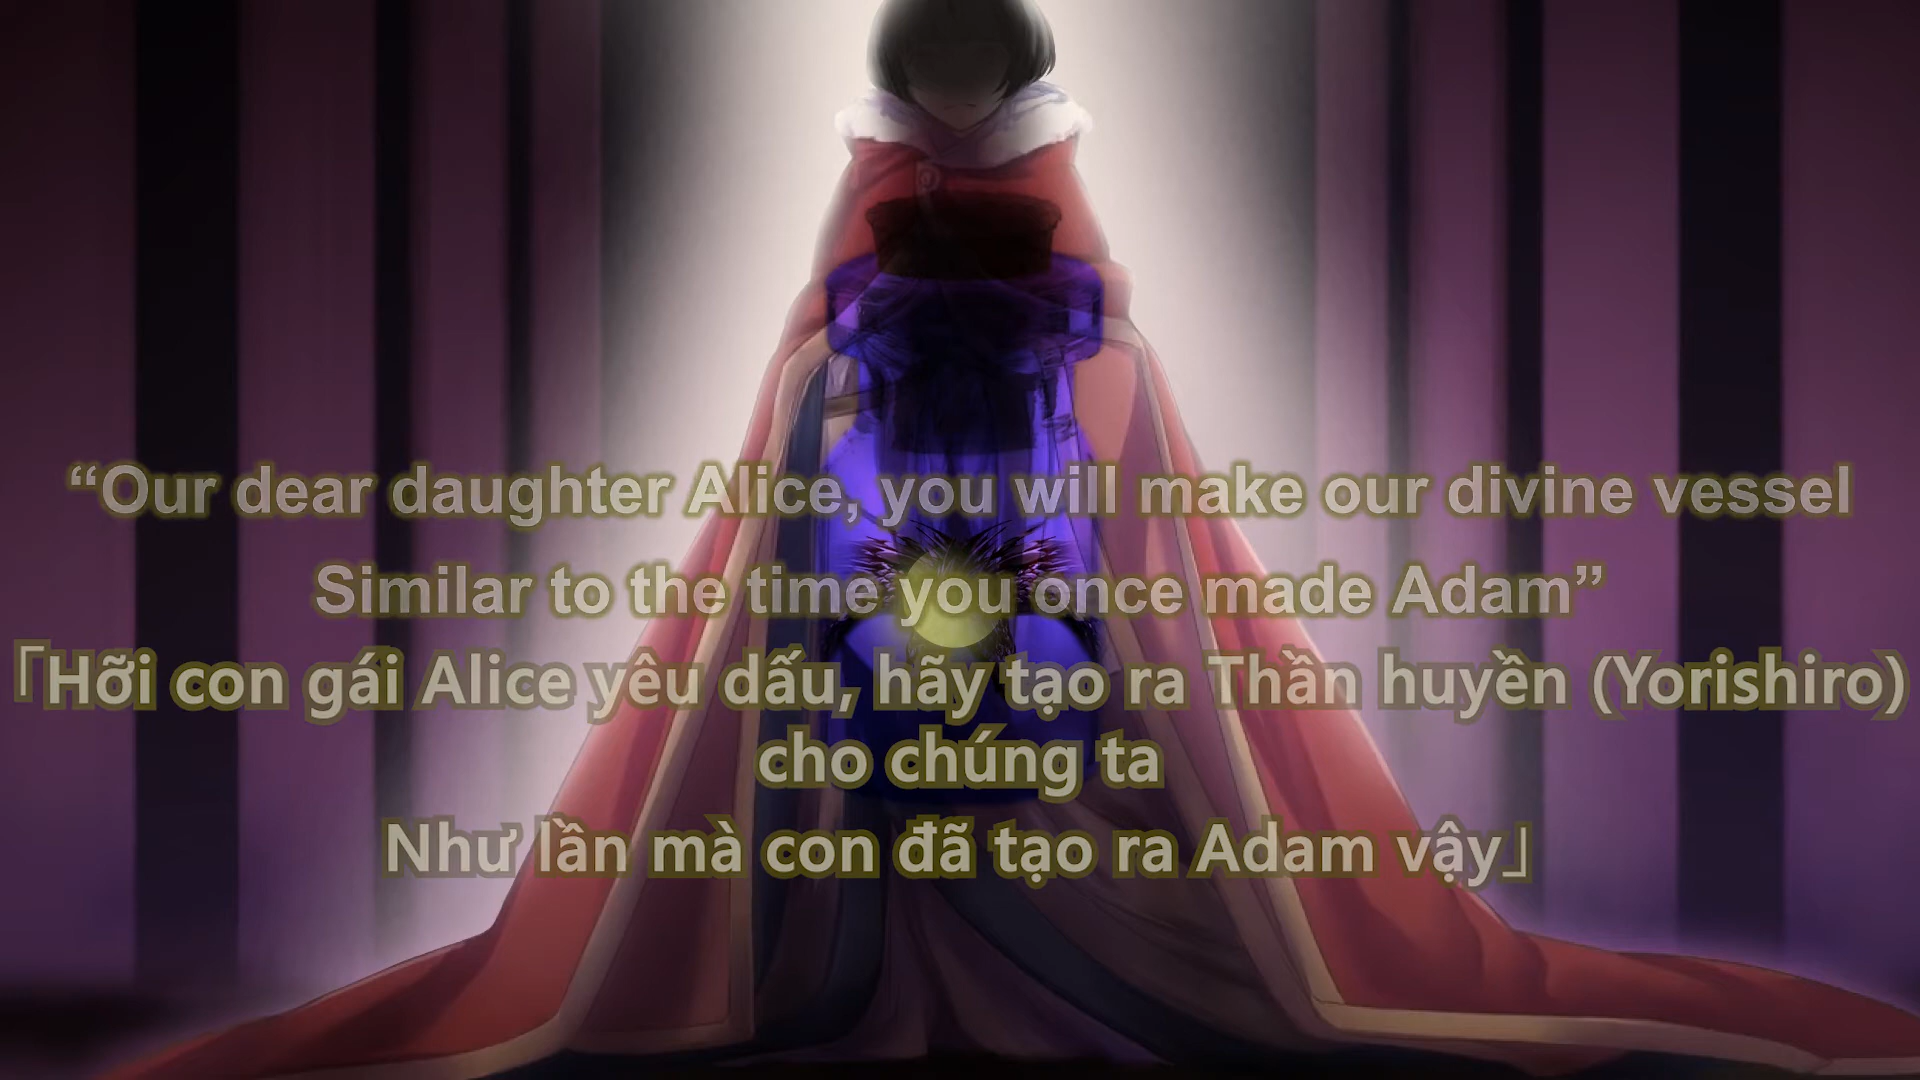 “Our dear daughter Alice, you will make our divine vessel
Similar to the time you once made Adam”
「Hỡi con gái Alice yêu dấu, hãy tạo ra Thần huyền (Yorishiro)
cho chúng ta
Như lần mà con đã tạo ra Adam vậy」